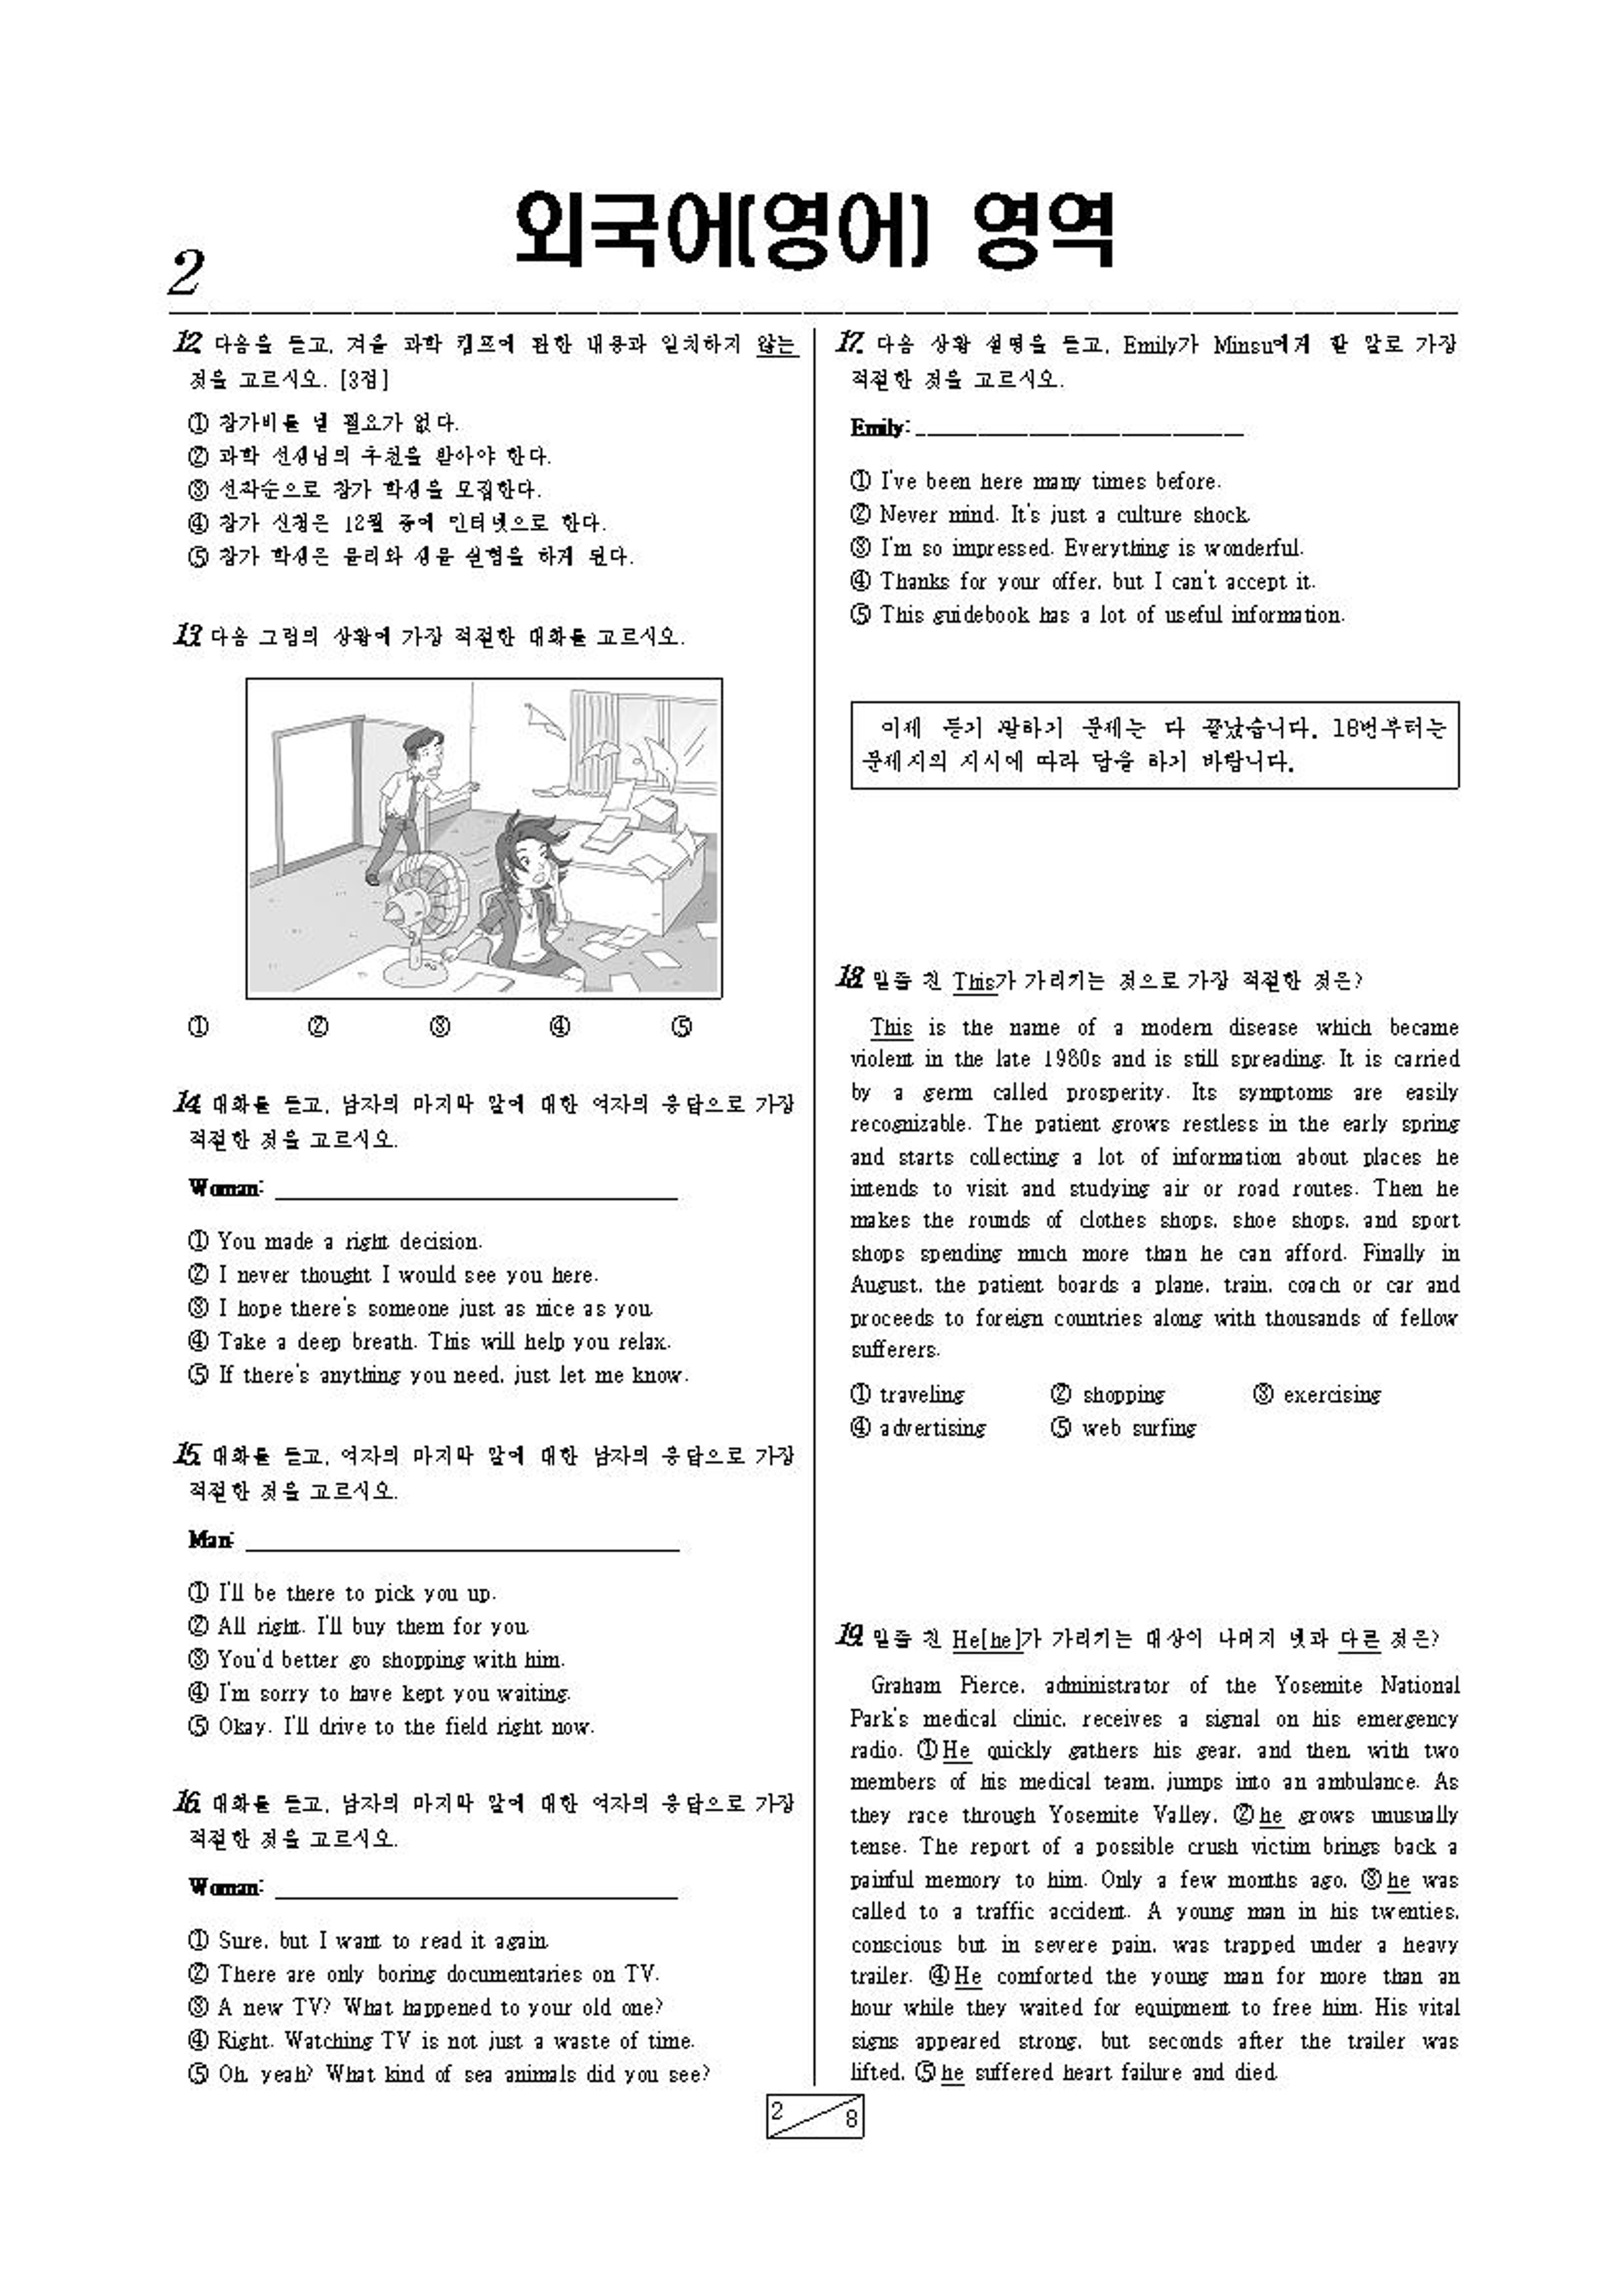 외국어(영어) 영역
2
12. 다음을 듣고, 겨울 과학 캠프에 관한 내용과 일치하지 않는
것을 고르시오. [3점]
① 참가비를 낼 필요가 없다.
② 과학 선생님의 추천을 받아야 한다.
③ 선착순으로 참가 학생을 모집한다.
④ 참가 신청은 12월 중에 인터넷으로 한다.
⑤ 참가 학생은 물리와 생물 실험을 하게 된다.
13. 다음 그림의 상황에 가장 적절한 대화를 고르시오.
① ② ③ ④ ⑤
14. 대화를 듣고, 남자의 마지막 말에 대한 여자의 응답으로 가장
적절한 것을 고르시오.
Woman:
① You made a right decision.
② I never thought I would see you here.
③ I hope there's someone just as nice as you.
④ Take a deep breath. This will help you relax.
⑤ If there's anything you need, just let me know.
15. 대화를 듣고, 여자의 마지막 말에 대한 남자의 응답으로 가장
적절한 것을 고르시오.
Man:
① I'll be there to pick you up.
② All right. I'll buy them for you.
③ You'd better go shopping with him.
④ I'm sorry to have kept you waiting.
⑤ Okay. I'll drive to the field right now.
16. 대화를 듣고, 남자의 마지막 말에 대한 여자의 응답으로 가장
적절한 것을 고르시오.
Woman:
① Sure, but I want to read it again.
② There are only boring documentaries on TV.
③ A new TV? What happened to your old one?
④ Right. Watching TV is not just a waste of time.
⑤ Oh, yeah? What kind of sea animals did you see?
17. 다음 상황 설명을 듣고, Emily가 Minsu에게 할 말로 가장
적절한 것을 고르시오.
Emily:
① I've been here many times before.
② Never mind. It's just a culture shock.
③ I'm so impressed. Everything is wonderful.
④ Thanks for your offer, but I can't accept it.
⑤ This guidebook has a lot of useful information.
이제 듣기 말하기 문제는 다 끝났습니다. 18번부터는
문제지의 지시에 따라 답을 하기 바랍니다.
18. 밑줄 친 This가 가리키는 것으로 가장 적절한 것은?
This is the name of a modern disease which became
violent in the late 1980s and is still spreading. It is carried
by a germ called prosperity. Its symptoms are easily
recognizable. The patient grows restless in the early spring
and starts collecting a lot of information about places he
intends to visit and studying air or road routes. Then he
makes the rounds of clothes shops, shoe shops, and sport
shops spending much more than he can afford. Finally in
August, the patient boards a plane, train, coach or car and
proceeds to foreign countries along with thousands of fellow
sufferers.
① traveling ② shopping ③ exercising
④ advertising ⑤ web surfing
19. 밑줄 친 He[he]가 가리키는 대상이 나머지 넷과 다른 것은?
Graham Pierce, administrator of the Yosemite National
Park's medical clinic, receives a signal on his emergency
radio. ①He quickly gathers his gear, and then, with two
members of his medical team, jumps into an ambulance. As
they race through Yosemite Valley, ②he grows unusually
tense. The report of a possible crush victim brings back a
painful memory to him. Only a few months ago, ③he was
called to a traffic accident. A young man in his twenties,
conscious but in severe pain, was trapped under a heavy
trailer. ④He comforted the young man for more than an
hour while they waited for equipment to free him. His vital
signs appeared strong, but seconds after the trailer was
lifted, ⑤he suffered heart failure and died.
2 8